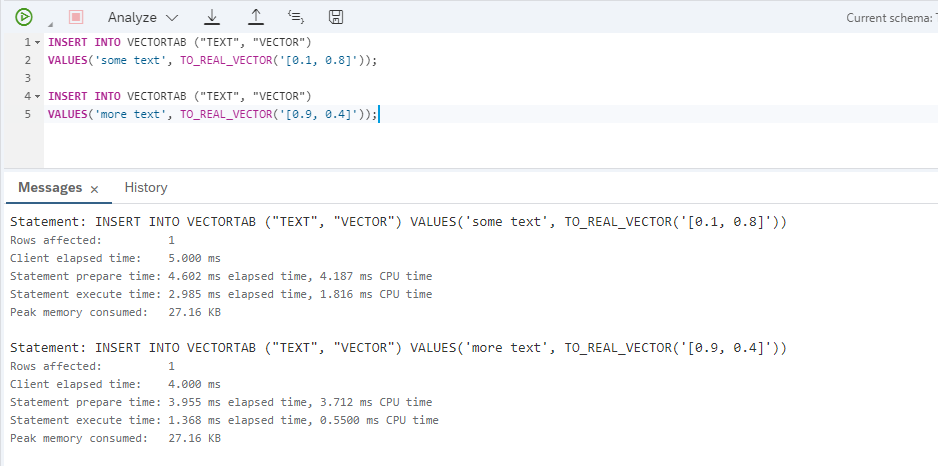 Analyze
Current schema:
1 INSERT INTO VECTORTAB ("TEXT", "VECTOR")
2 VALUES('some text', TO_REAL_VECTOR('[0.1, 0.8]'));
3
4 INSERT INTO VECTORTAB ("TEXT", "VECTOR")
5 VALUES('more text', TO_REAL_VECTOR('[0.9, 0.4]'));
Messages × History
Statement: INSERT INTO VECTORTAB ("TEXT", "VECTOR") VALUES('some text', TO_REAL_VECTOR('[0.1, 0.8]'))
Rows affected: 1
Client elapsed time: 5.000 ms
Statement prepare time: 4.602 ms elapsed time, 4.187 ms CPU time
Statement execute time: 2.985 ms elapsed time, 1.816 ms CPU time
Peak memory consumed: 27.16 KB
Statement: INSERT INTO VECTORTAB ("TEXT", "VECTOR") VALUES('more text', TO_REAL_VECTOR('[0.9, 0.4]'))
Rows affected: 1
Client elapsed time: 4.000 ms
Statement prepare time: 3.955 ms elapsed time, 3.712 ms CPU time
Statement execute time: 1.368 ms elapsed time, 0.5500 ms CPU time
Peak memory consumed: 27.16 KB